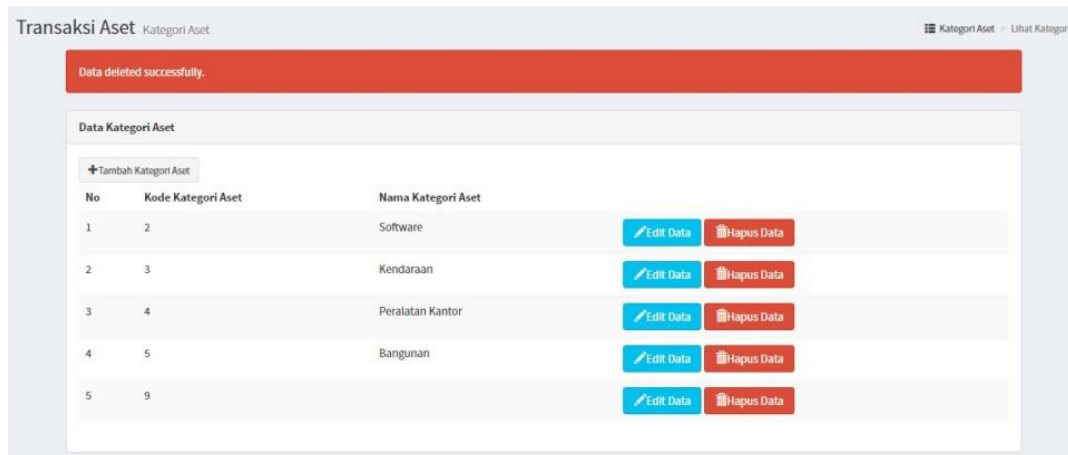 Transaksi Aset Kategori Aset
Kategori Aset > Lihat Kategori
Data deleted successfully.
Data Kategori Aset
+Tambah Kategori Aset
No Kode Kategori Aset Nama Kategori Aset
1 2 Software Edit Data Hapus Data
2 3 Kendaraan Edit Data Hapus Data
3 4 Peralatan Kantor Edit Data Hapus Data
4 5 Bangunan Edit Data Hapus Data
5 9 Edit Data Hapus Data